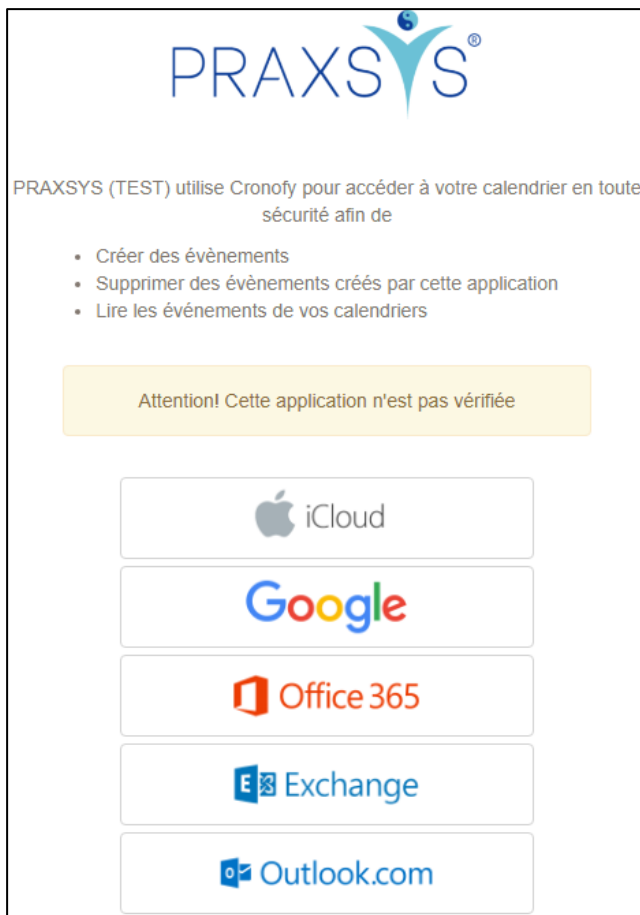 PRAXSYS®
PRAXSYS (TEST) utilise Cronofy pour accéder à votre calendrier en toute
sécurité afin de
• Créer des évènements
• Supprimer des évènements créés par cette application
• Lire les événements de vos calendriers
Attention! Cette application n'est pas vérifiée
iCloud
Google
Office 365
Exchange
Outlook.com